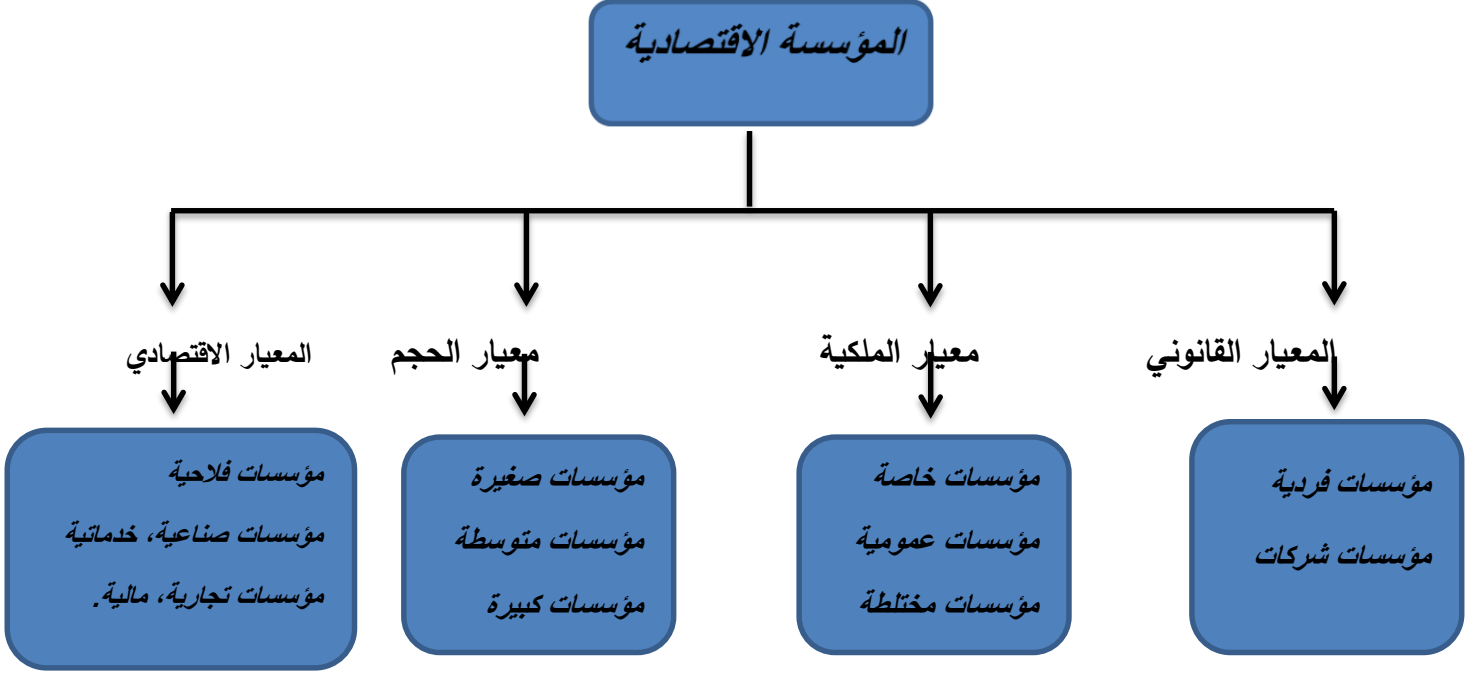 المؤسسة الاقتصادية
المعيار القانوني
معيار الملكية
معيار الحجم
المعيار الاقتصادي
مؤسسات فردية
مؤسسات شركات
مؤسسات خاصة
مؤسسات عمومية
مؤسسات مختلطة
مؤسسات صغيرة
مؤسسات متوسطة
مؤسسات كبيرة
مؤسسات فلاحية
مؤسسات صناعية، خدماتية
مؤسسات تجارية، مالية.